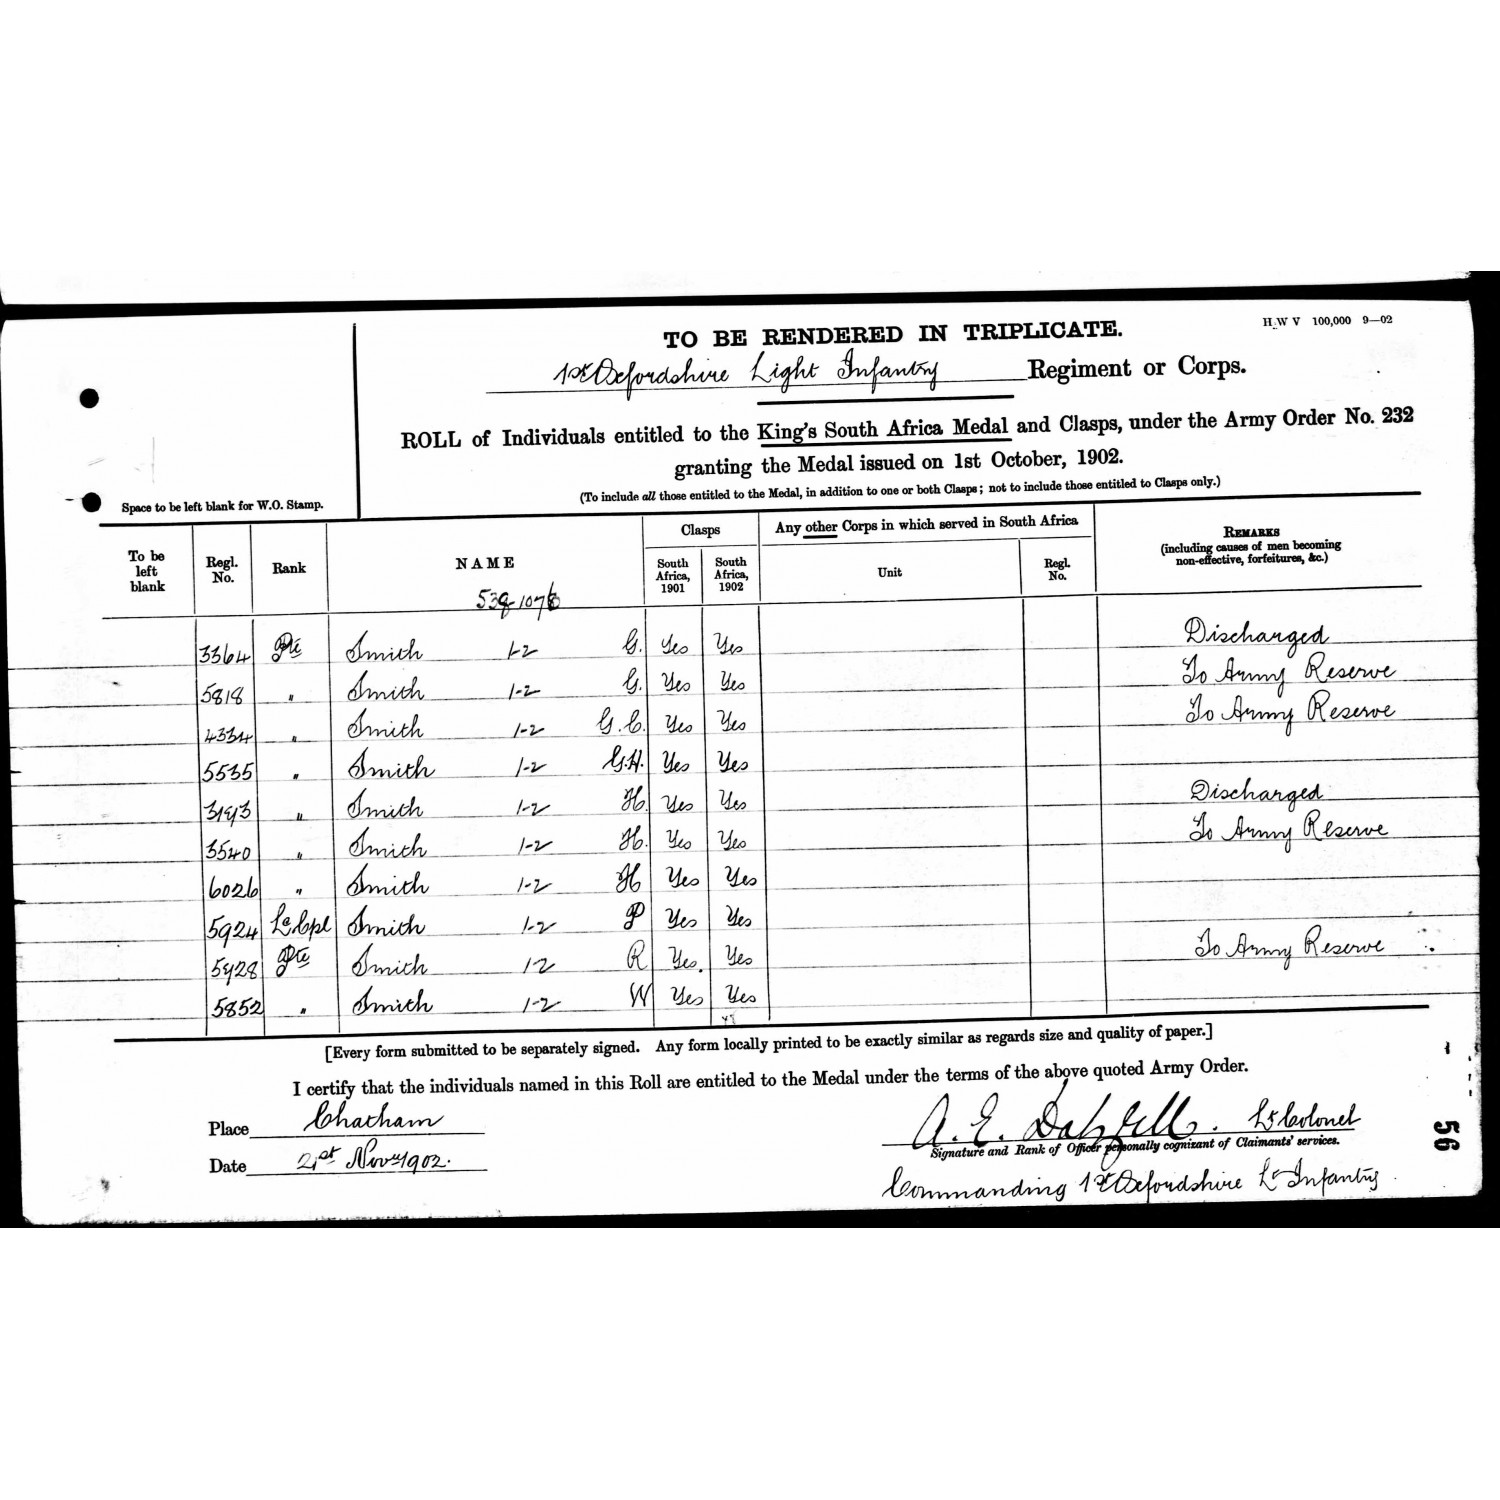 H.W V 100,000 9—02
TO BE RENDERED IN TRIPLICATE.
1st Oxfordshire Light Infantry Regiment or Corps.
ROLL of Individuals entitled to the King's South Africa Medal and Clasps, under the Army Order No. 232
granting the Medal issued on 1st October, 1902.
(To include all those entitled to the Medal, in addition to one or both Clasps; not to include those entitled to Clasps only.)
Space to be left blank for W.O. Stamp.
To be left blank Regl. No. Rank NAME Clasps South Africa, 1901 South Africa, 1902 Any other Corps in which served in South Africa Unit Regl. No. REMARKS (including causes of men becoming non-effective, forfeitures, &c.)
3364 Pte Smith 1-2 G. Yes Yes Discharged
5818 " Smith 1-2 G. Yes Yes To Army Reserve
4334 " Smith 1-2 G.C. Yes Yes To Army Reserve
5535 " Smith 1-2 G.H. Yes Yes
Smith 1-2 H. Yes Yes Discharged
3540 " Smith 1-2 H. Yes Yes To Army Reserve
6026 " Smith 1-2 H Yes Yes
5924 La Cpl Smith 1-2 P Yes Yes
Pte Smith 1-2 R Yes. Yes To Army Reserve
5852 " Smith 1-2 W Yes Yes
[Every form submitted to be separately signed. Any form locally printed to be exactly similar as regards size and quality of paper.]
I certify that the individuals named in this Roll are entitled to the Medal under the terms of the above quoted Army Order.
Place Chatham
Date 21st Novr 1902.
A. E. Dalzell. Lt Colonel
Signature and Rank of Officer personally cognizant of Claimants' services.
Commanding 1st Oxfordshire Lt Infantry.
56